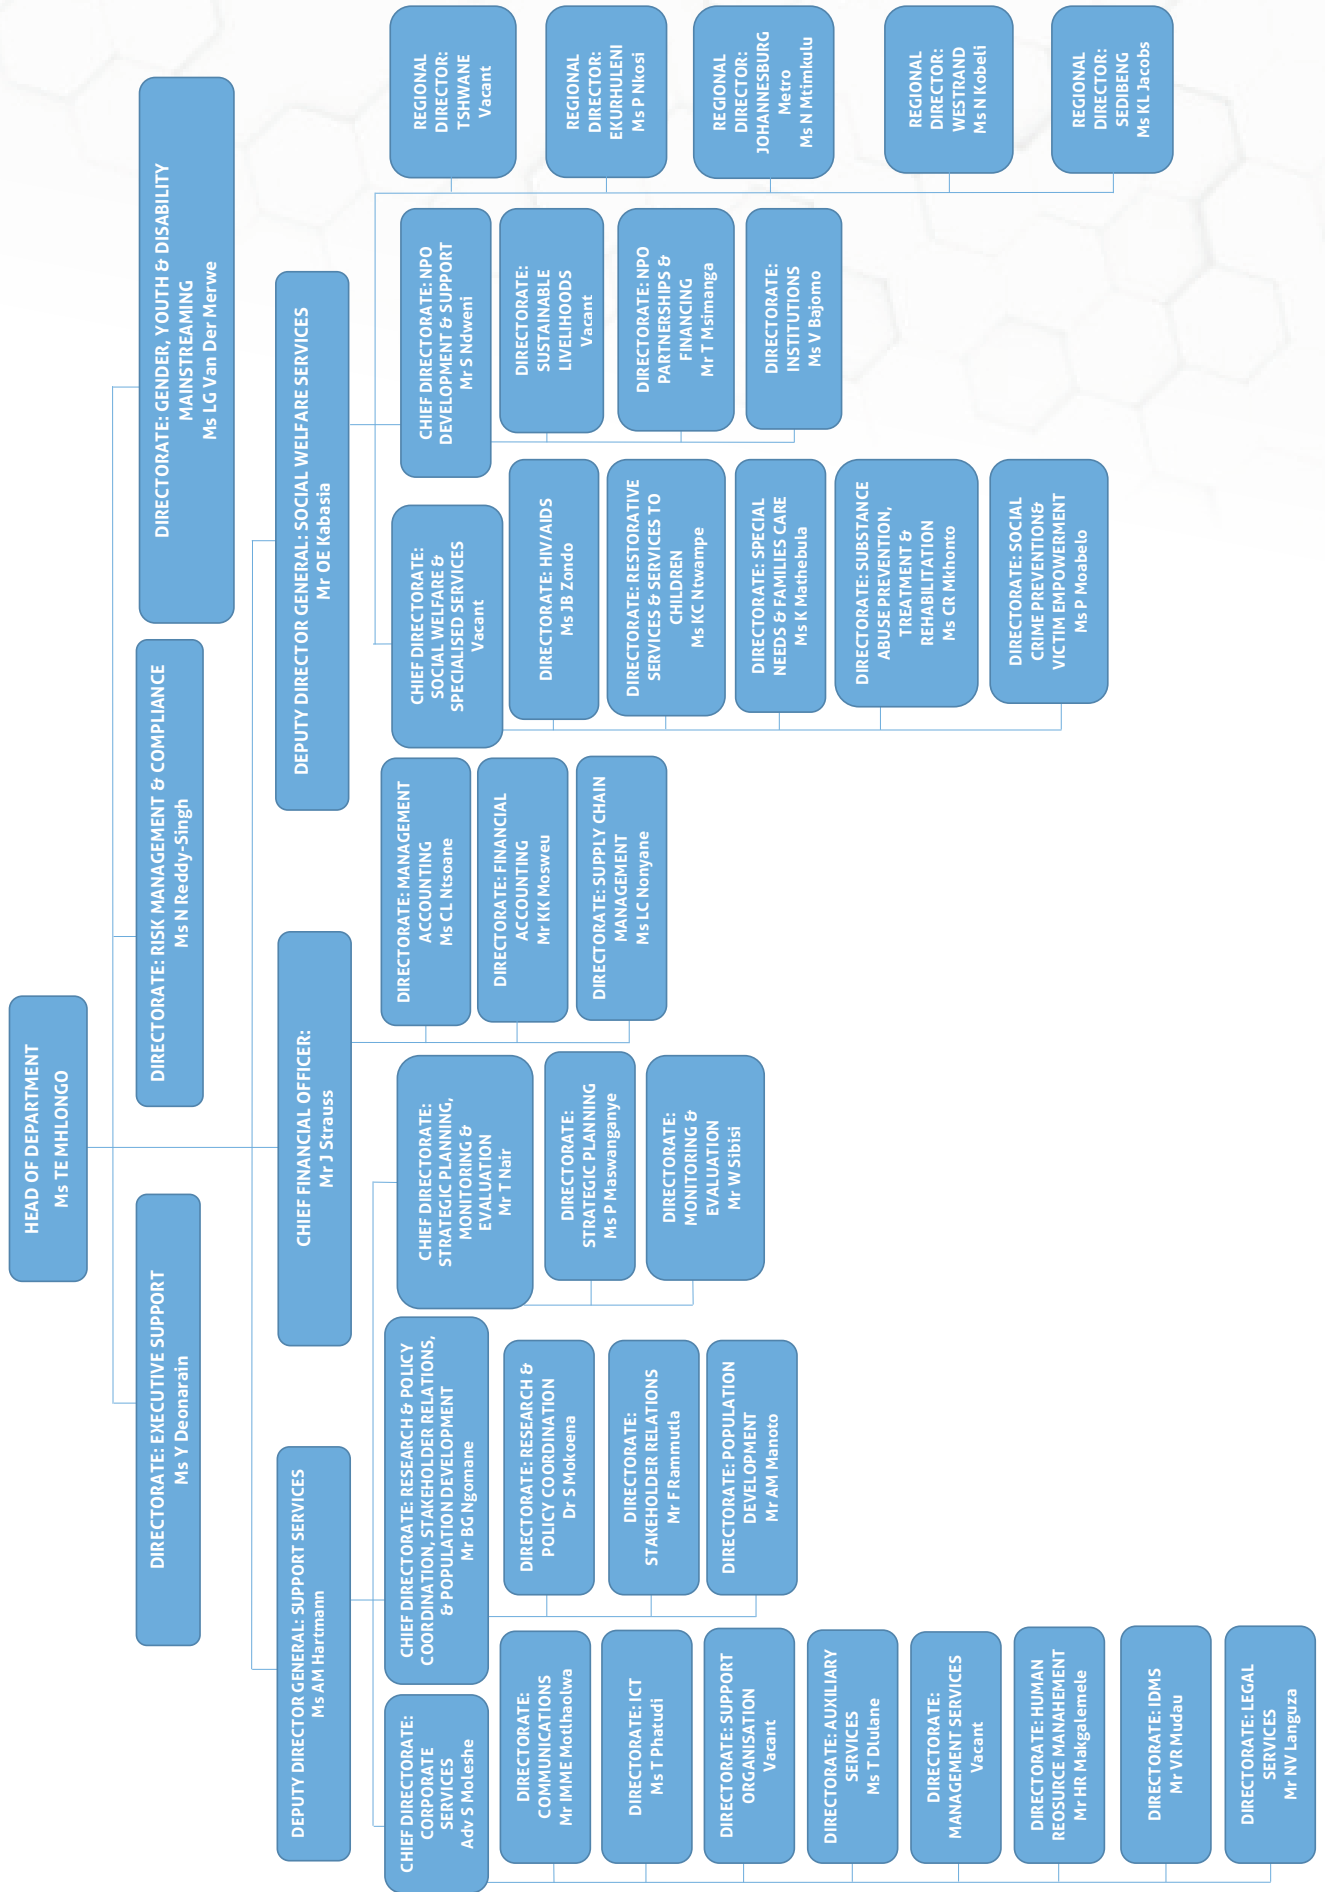 HEAD OF DEPARTMENT
Ms TE MHLONGO
DIRECTORATE: EXECUTIVE SUPPORT
Ms Y Deonarain
DIRECTORATE: RISK MANAGEMENT & COMPLIANCE
Ms N Reddy-Singh
DIRECTORATE: GENDER, YOUTH & DISABILITY
MAINSTREAMING
Ms LG Van Der Merwe
DEPUTY DIRECTOR GENERAL: SUPPORT SERVICES
Ms AM Hartmann
CHIEF FINANCIAL OFFICER:
Mr J Strauss
DEPUTY DIRECTOR GENERAL: SOCIAL WELFARE SERVICES
Mr OE Kabasia
CHIEF DIRECTORATE:
CORPORATE
SERVICES
Adv S Moleshe
DIRECTORATE:
COMMUNICATIONS
Mr IMME Motlhaolwa
DIRECTORATE: ICT
Ms T Phatudi
DIRECTORATE: SUPPORT
ORGANISATION
Vacant
DIRECTORATE: AUXILIARY
SERVICES
Ms T Dlulane
DIRECTORATE:
MANAGEMENT SERVICES
Vacant
DIRECTORATE: HUMAN
REOSURCE MANAHEMENT
Mr HR Makgalemele
DIRECTORATE: IDMS
Mr VR Mudau
DIRECTORATE: LEGAL
SERVICES
Mr NV Languza
CHIEF DIRECTORATE: RESEARCH & POLICY
COORDINATION, STAKEHOLDER RELATIONS,
& POPULATION DEVELOPMENT
Mr BG Ngomane
DIRECTORATE: RESEARCH &
POLICY COORDINATION
Dr S Mokoena
DIRECTORATE:
STAKEHOLDER RELATIONS
Mr F Rammutla
DIRECTORATE: POPULATION
DEVELOPMENT
Mr AM Manoto
CHIEF DIRECTORATE:
STRATEGIC PLANNING,
MONITORING &
EVALUATION
Mr T Nair
DIRECTORATE:
STRATEGIC PLANNING
Ms P Maswanganye
DIRECTORATE:
MONITORING &
EVALUATION
Mr W Sibisi
DIRECTORATE: MANAGEMENT
ACCOUNTING
Ms CL Ntsoane
DIRECTORATE: FINANCIAL
ACCOUNTING
Mr KK Mosweu
DIRECTORATE: SUPPLY CHAIN
MANAGEMENT
Ms LC Nonyane
CHIEF DIRECTORATE:
SOCIAL WELFARE &
SPECIALISED SERVICES
Vacant
DIRECTORATE: HIV/AIDS
Ms JB Zondo
DIRECTORATE: RESTORATIVE
SERVICES & SERVICES TO
CHILDREN
Ms KC Ntwampe
DIRECTORATE: SPECIAL
NEEDS & FAMILIES CARE
Ms K Mathebula
DIRECTORATE: SUBSTANCE
ABUSE PREVENTION,
TREATMENT &
REHABILITATION
Ms CR Mkhonto
DIRECTORATE: SOCIAL
CRIME PREVENTION&
VICTIM EMPOWERMENT
Ms P Moabelo
CHIEF DIRECTORATE: NPO
DEVELOPMENT & SUPPORT
Mr S Ndweni
DIRECTORATE:
SUSTAINABLE
LIVELIHOODS
Vacant
DIRECTORATE: NPO
PARTNERSHIPS &
FINANCING
Mr T Msimanga
DIRECTORATE:
INSTITUTIONS
Ms V Bajomo
REGIONAL
DIRECTOR:
TSHWANE
Vacant
REGIONAL
DIRECTOR:
EKURHULENI
Ms P Nkosi
REGIONAL
DIRECTOR:
JOHANNESBURG
Metro
Ms N Mtimkulu
REGIONAL
DIRECTOR:
WESTRAND
Ms N Kobeli
REGIONAL
DIRECTOR:
SEDIBENG
Ms KL Jacobs